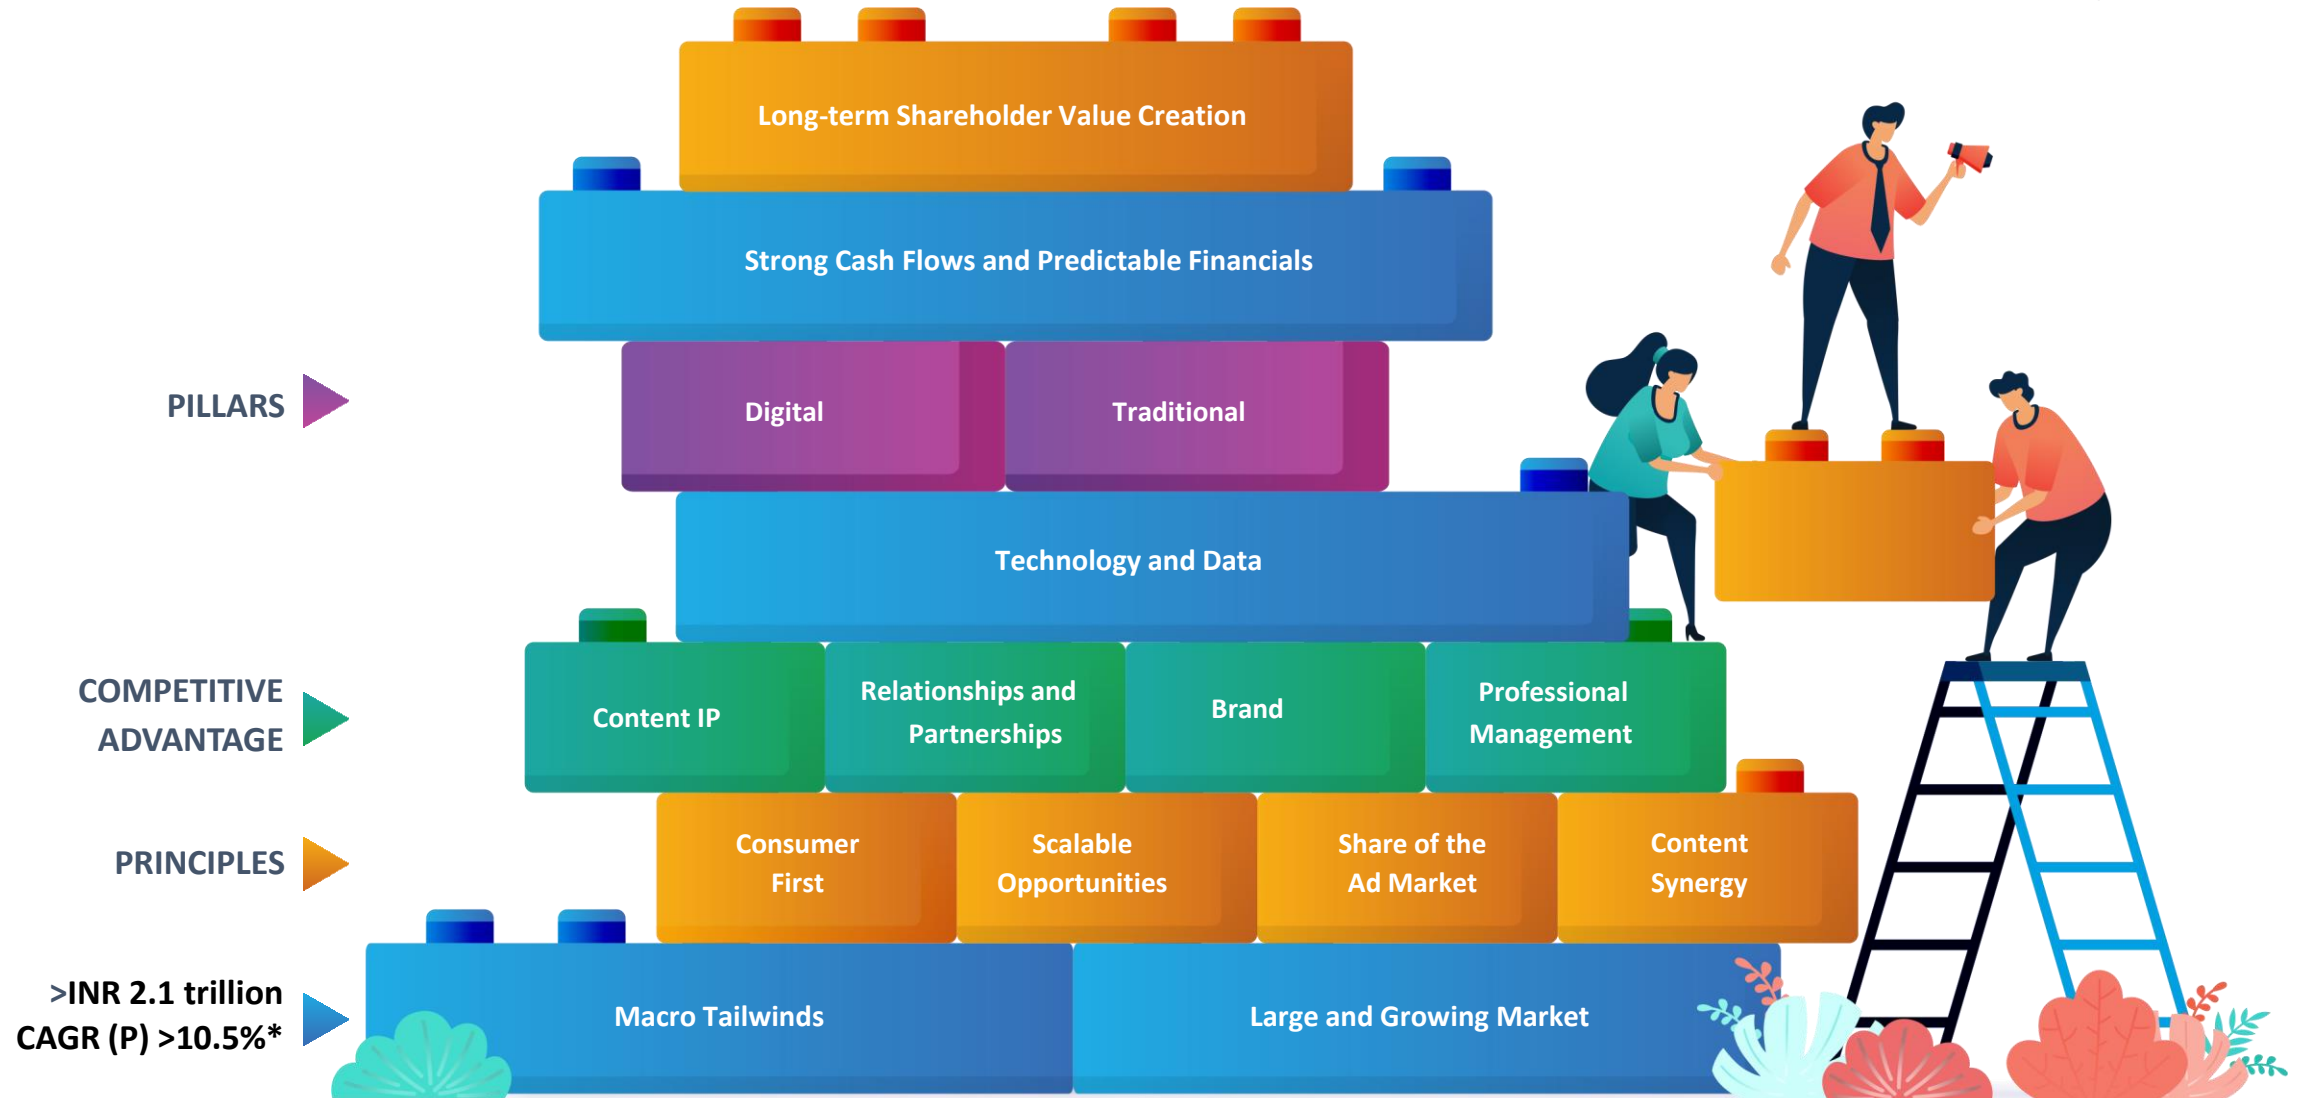 Long-term Shareholder Value Creation
Strong Cash Flows and Predictable Financials
PILLARS
Digital
Traditional
Technology and Data
COMPETITIVE
ADVANTAGE
Content IP
Relationships and
Partnerships
Brand
Professional
Management
PRINCIPLES
Consumer
First
Scalable
Opportunities
Share of the
Ad Market
Content
Synergy
>INR 2.1 trillion
CAGR (P) >10.5%*
Macro Tailwinds
Large and Growing Market